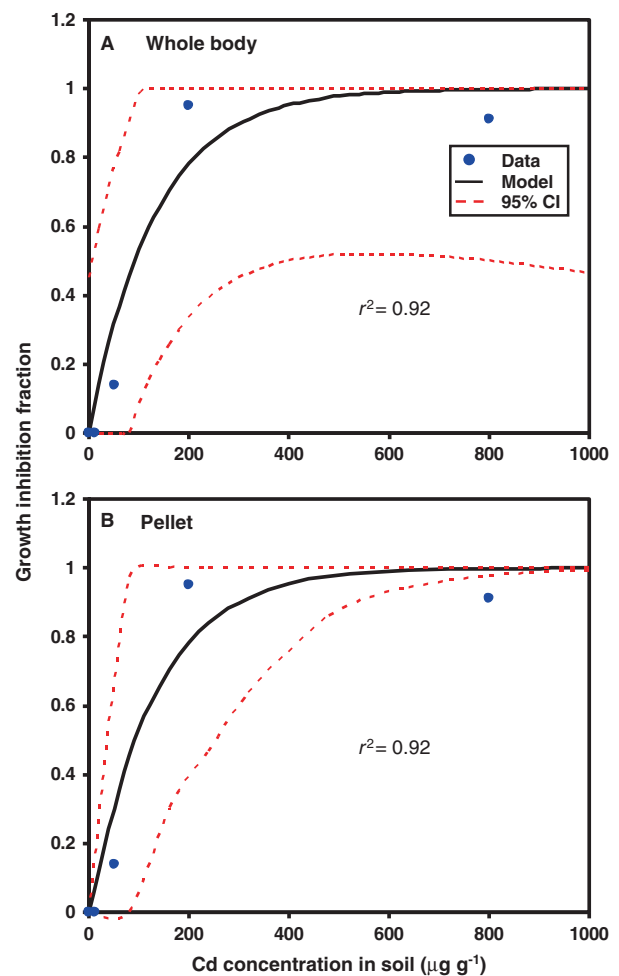 A Whole body
1.2
1
0.8
0.6
0.4
0.2
0
0 200 400 600 800 1000
Data
Model
95% CI
r² = 0.92
Growth inhibition fraction
B Pellet
1.2
1
0.8
0.6
0.4
0.2
0
0 200 400 600 800 1000
r² = 0.92
Cd concentration in soil (µg g⁻¹)